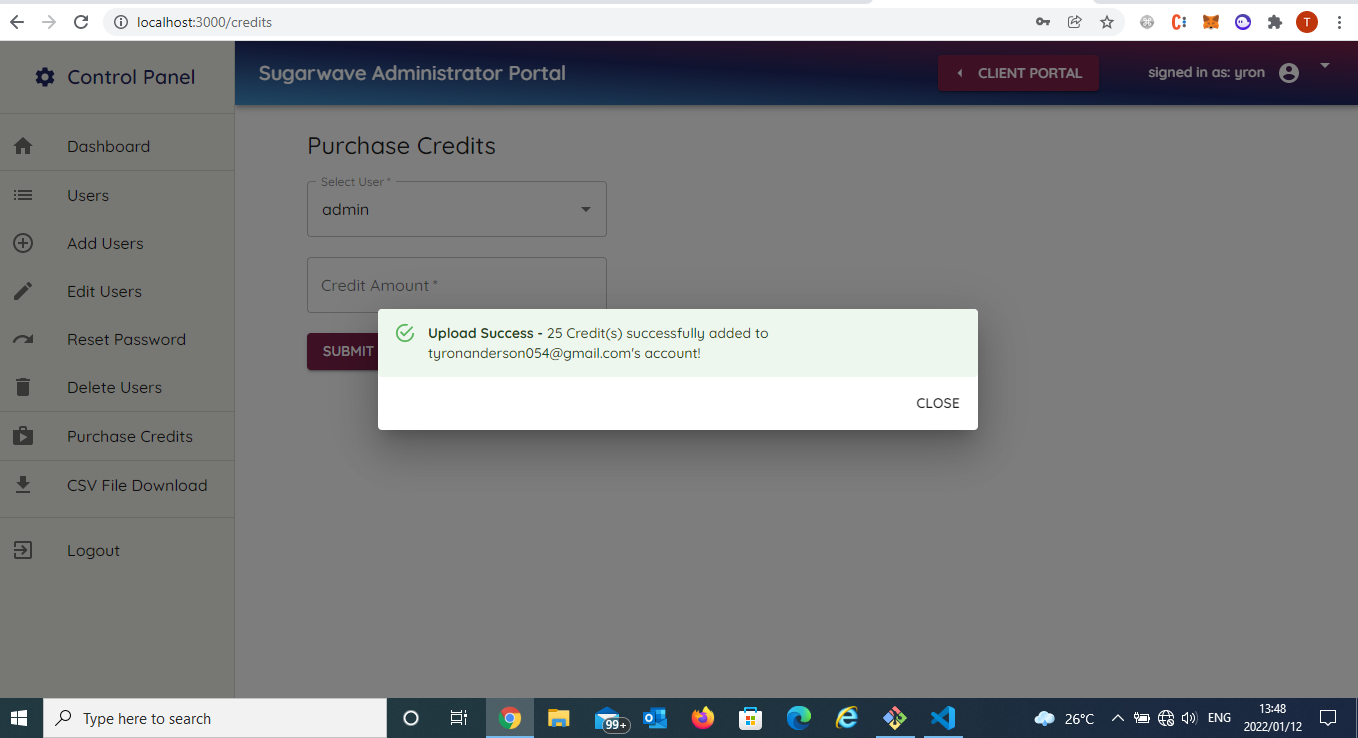 localhost:3000/credits
T
Control Panel
Sugarwave Administrator Portal
CLIENT PORTAL
signed in as: yron
Dashboard
Users
Add Users
Edit Users
Reset Password
Delete Users
Purchase Credits
CSV File Download
Logout
Purchase Credits
Select User *
admin
Credit Amount *
SUBMIT
Upload Success - 25 Credit(s) successfully added to
tyronanderson054@gmail.com's account!
CLOSE
Type here to search
99+
26°C
ENG
13:48
2022/01/12